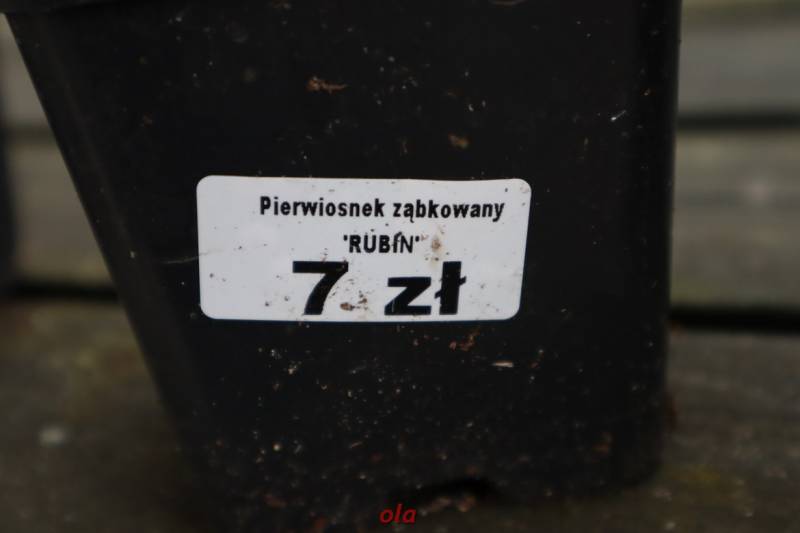 Pierwiosnek ząbkowany
'RUBIN'
7 zł
ola